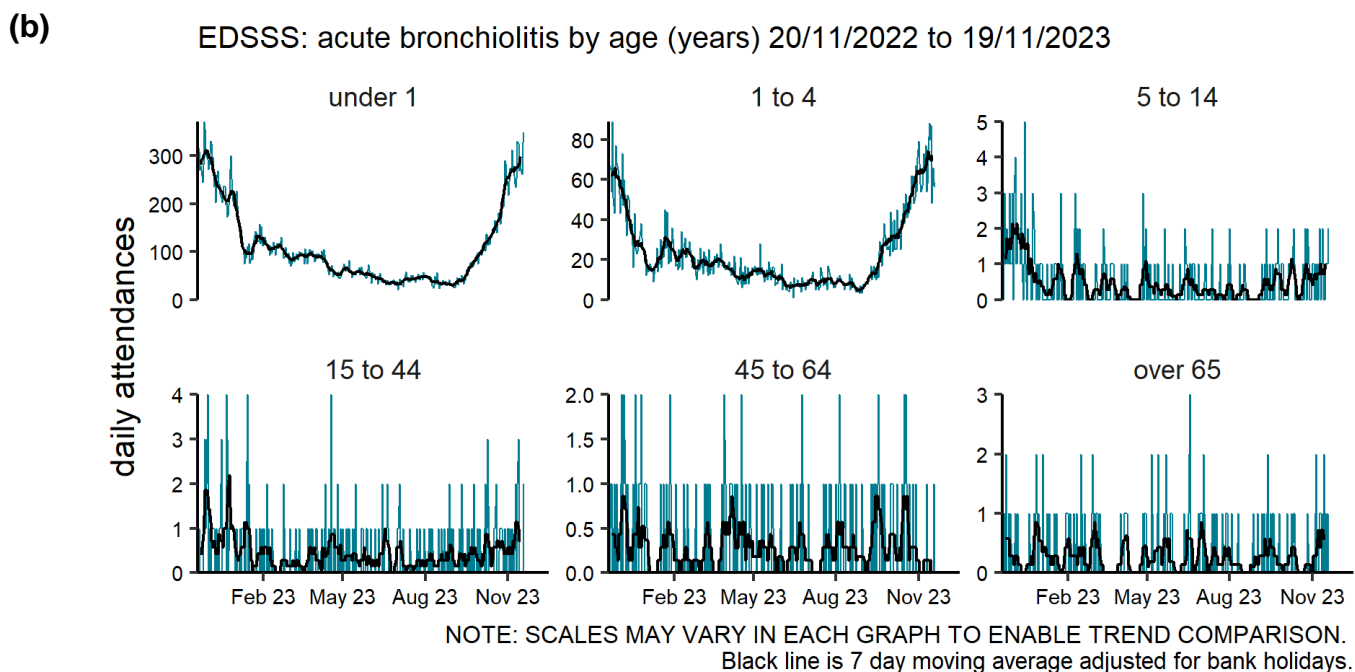 (b)
EDSSS: acute bronchiolitis by age (years) 20/11/2022 to 19/11/2023
daily attendances
under 1
300
200
100
0
1 to 4
80
60
40
20
0
5 to 14
5
4
3
2
1
0
15 to 44
4
3
2
1
0
Feb 23 May 23 Aug 23 Nov 23
45 to 64
2.0
1.5
1.0
0.5
0.0
Feb 23 May 23 Aug 23 Nov 23
over 65
3
2
1
0
Feb 23 May 23 Aug 23 Nov 23
NOTE: SCALES MAY VARY IN EACH GRAPH TO ENABLE TREND COMPARISON.
Black line is 7 day moving average adjusted for bank holidays.